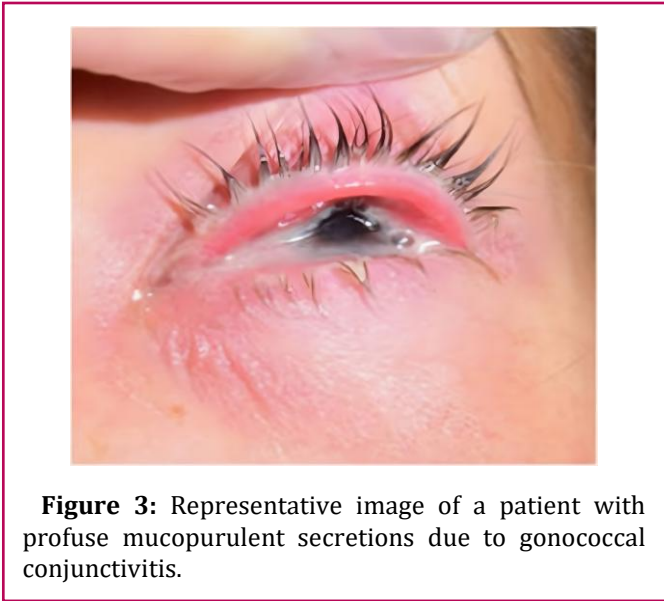 Figure 3: Representative image of a patient with
profuse mucopurulent secretions due to gonococcal
conjunctivitis.